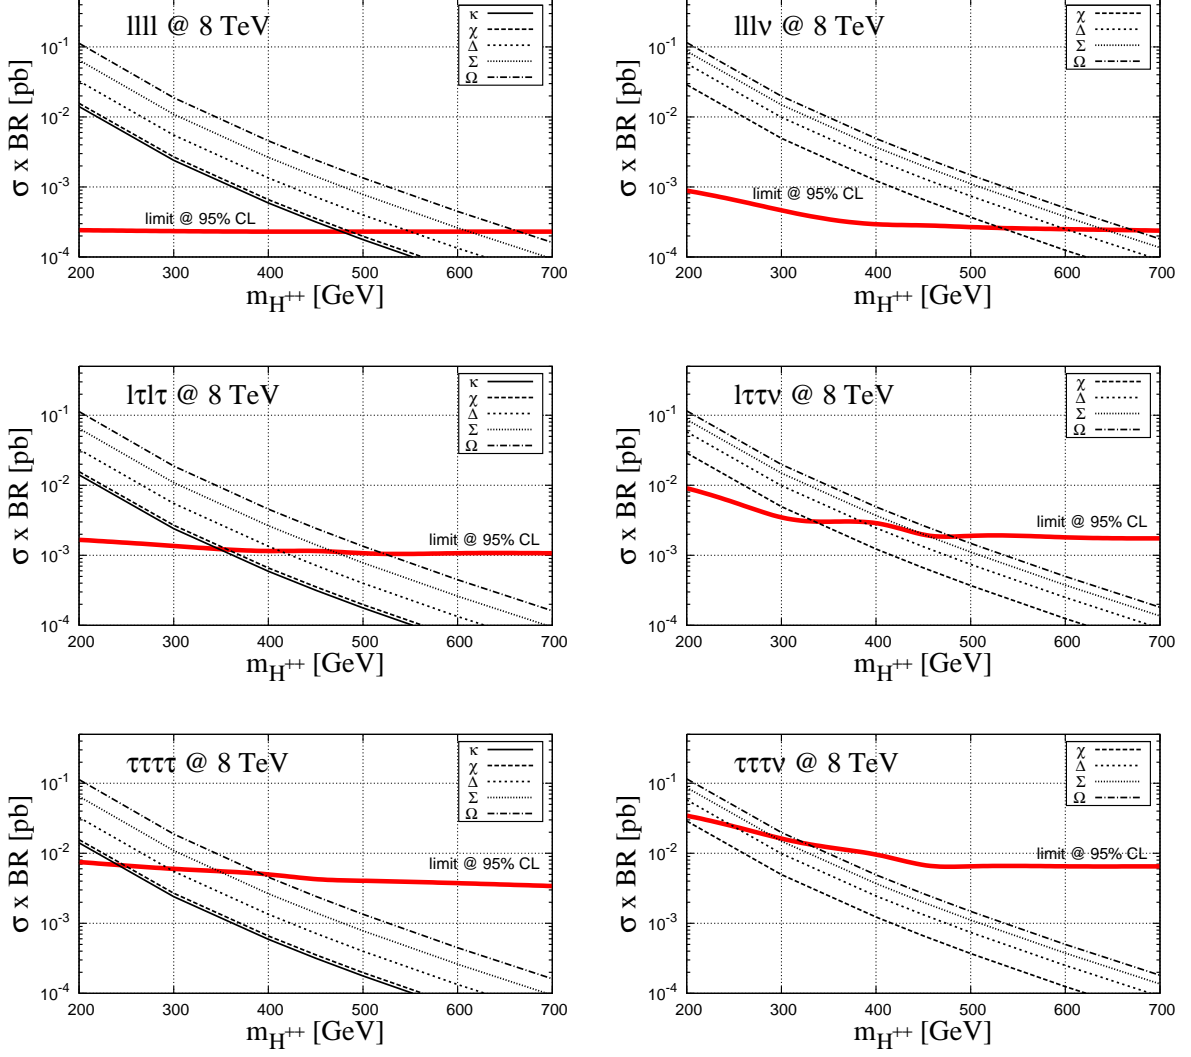 llll @ 8 TeV
κ
χ
Δ
Σ
Ω
limit @ 95% CL
σ x BR [pb]
10-1
10-2
10-3
10-4
200 300 400 500 600 700
mH++ [GeV]
lllν @ 8 TeV
χ
Δ
Σ
Ω
limit @ 95% CL
σ x BR [pb]
10-1
10-2
10-3
10-4
200 300 400 500 600 700
mH++ [GeV]
lτlτ @ 8 TeV
κ
χ
Δ
Σ
Ω
limit @ 95% CL
σ x BR [pb]
10-1
10-2
10-3
10-4
200 300 400 500 600 700
mH++ [GeV]
lττν @ 8 TeV
χ
Δ
Σ
Ω
limit @ 95% CL
σ x BR [pb]
10-1
10-2
10-3
10-4
200 300 400 500 600 700
mH++ [GeV]
ττττ @ 8 TeV
κ
χ
Δ
Σ
Ω
limit @ 95% CL
σ x BR [pb]
10-1
10-2
10-3
10-4
200 300 400 500 600 700
mH++ [GeV]
τττν @ 8 TeV
χ
Δ
Σ
Ω
limit @ 95% CL
σ x BR [pb]
10-1
10-2
10-3
10-4
200 300 400 500 600 700
mH++ [GeV]